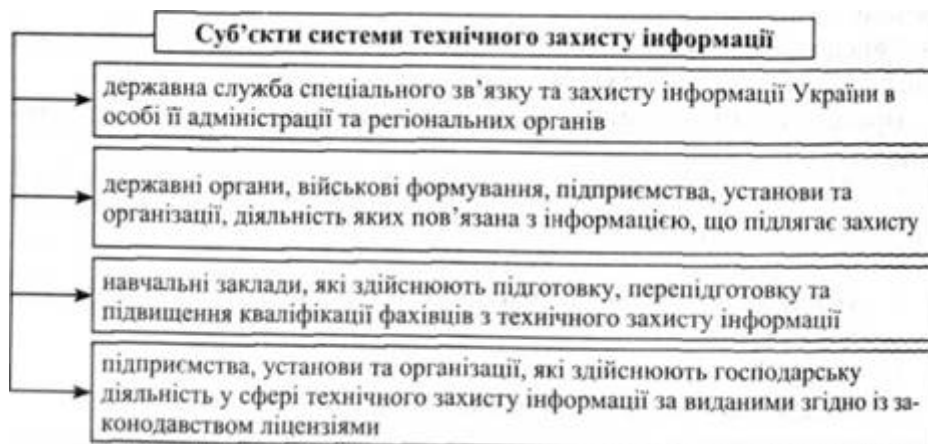 Суб’єкти системи технічного захисту інформації
державна служба спеціального зв’язку та захисту інформації України в
особі її адміністрації та регіональних органів
державні органи, військові формування, підприємства, установи та
організації, діяльність яких пов’язана з інформацією, що підлягає захисту
навчальні заклади, які здійснюють підготовку, перепідготовку та
підвищення кваліфікації фахівців з технічного захисту інформації
підприємства, установи та організації, які здійснюють господарську
діяльність у сфері технічного захисту інформації за виданими згідно із за-
конодавством ліцензіями